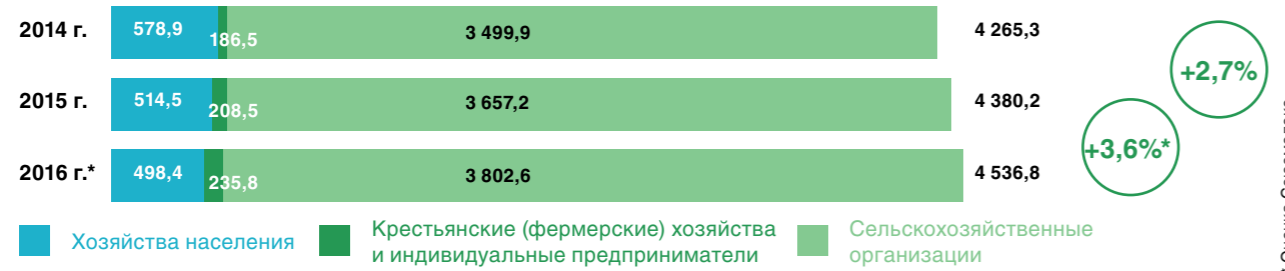 2014 г. 578,9 186,5 3 499,9 4 265,3
+2,7%
2015 г. 514,5 208,5 3 657,2 4 380,2
+3,6%*
2016 г.* 498,4 235,8 3 802,6 4 536,8
Хозяйства населения
Крестьянские (фермерские) хозяйства
и индивидуальные предприниматели
Сельскохозяйственные
организации